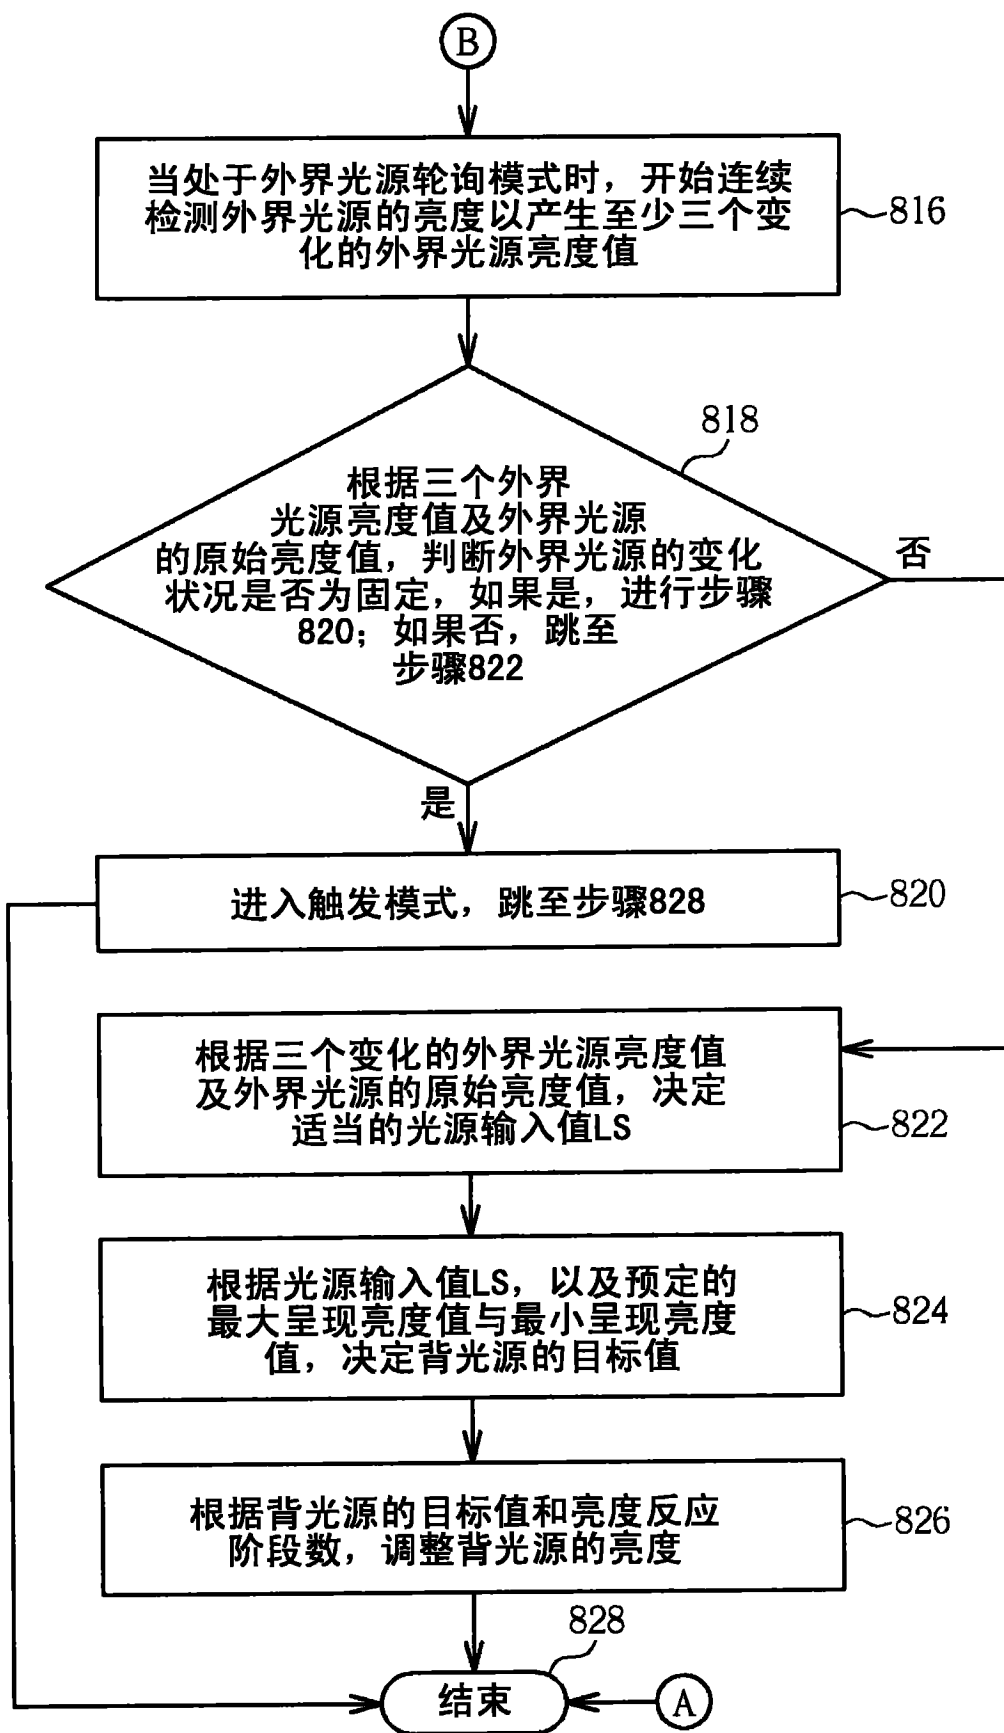 B
当处于外界光源轮询模式时，开始连续
检测外界光源的亮度以产生至少三个变
化的外界光源亮度值
816
818
根据三个外界
光源亮度值及外界光源
的原始亮度值，判断外界光源的变化
状况是否为固定，如果是，进行步骤
820；如果否，跳至
步骤822
否
是
进入触发模式，跳至步骤828
820
根据三个变化的外界光源亮度值
及外界光源的原始亮度值，决定
适当的光源输入值LS
822
根据光源输入值LS，以及预定的
最大呈现亮度值与最小呈现亮度
值，决定背光源的目标值
824
根据背光源的目标值和亮度反应
阶段数，调整背光源的亮度
826
828
结束
A